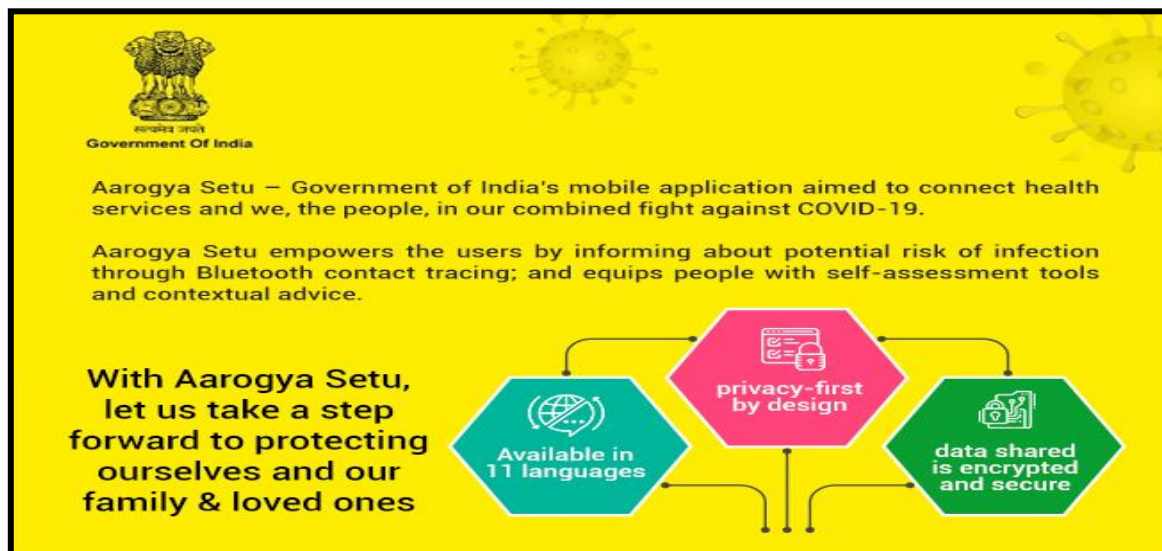 सत्यमेव जयते
Government Of India
Aarogya Setu – Government of India's mobile application aimed to connect health
services and we, the people, in our combined fight against COVID-19.
Aarogya Setu empowers the users by informing about potential risk of infection
through Bluetooth contact tracing; and equips people with self-assessment tools
and contextual advice.
With Aarogya Setu,
let us take a step
forward to protecting
ourselves and our
family & loved ones
Available in
11 languages
privacy-first
by design
data shared
is encrypted
and secure